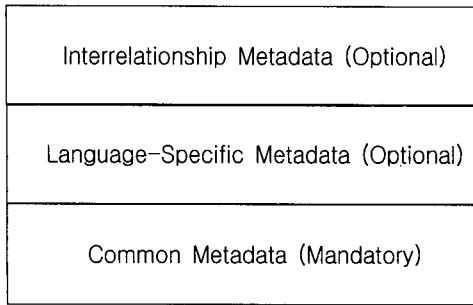 Interrelationship Metadata (Optional)
Language-Specific Metadata (Optional)
Common Metadata (Mandatory)